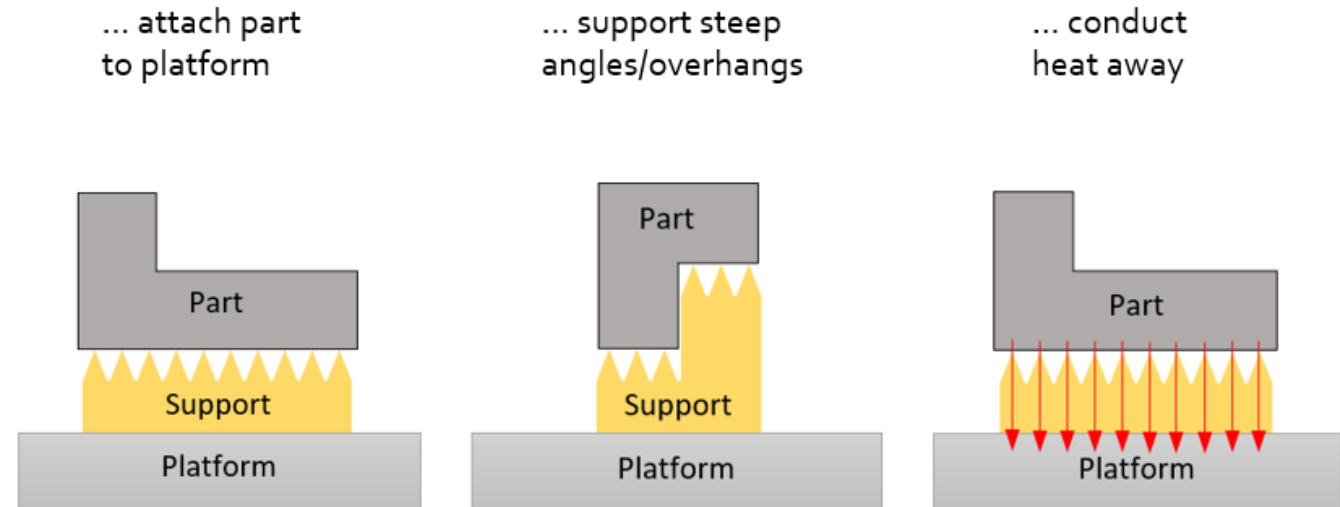 ... attach part
to platform
... support steep
angles/overhangs
... conduct
heat away
Part
Support
Platform
Part
Support
Platform
Part
Platform